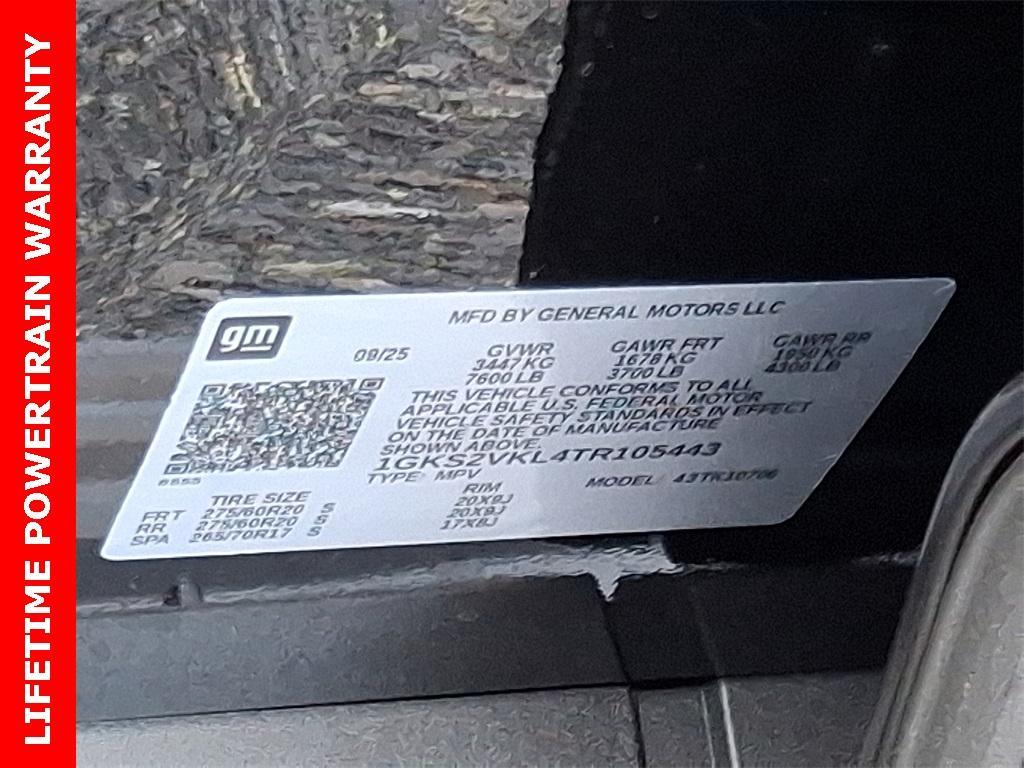 LIFETIME POWERTRAIN WARRANTY
gm
MFD BY GENERAL MOTORS LLC
09/25 GVWR GAWR FRT GAWR RR
3447 KG 1678 KG 1950 KG
7600 LB 3700 LB 4300 LB
THIS VEHICLE CONFORMS TO ALL
APPLICABLE U.S. FEDERAL MOTOR
VEHICLE SAFETY STANDARDS IN EFFECT
ON THE DATE OF MANUFACTURE
SHOWN ABOVE.
1GKS2VKL4TR105443
TYPE: MPV MODEL:
TIRE SIZE RIM
FRT 275/60R20 S 20X9J
RR 275/60R20 S 20X9J
SPA 265/70R17 S 17X8J